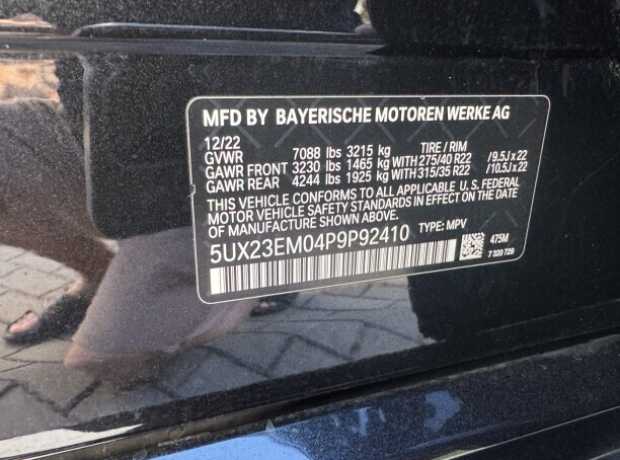 MFD BY BAYERISCHE MOTOREN WERKE AG
12/22 TIRE / RIM
GVWR 7088 lbs 3215 kg
GAWR FRONT 3230 lbs 1465 kg WITH 275/40 R22 /9.5J x 22
GAWR REAR 4244 lbs 1925 kg WITH 315/35 R22 /10.5J x 22
THIS VEHICLE CONFORMS TO ALL APPLICABLE U.S. FEDERAL
MOTOR VEHICLE SAFETY STANDARDS IN EFFECT ON THE DATE
OF MANUFACTURE SHOWN ABOVE.
5UX23EM04P9P92410 TYPE: MPV
475M
7 120 729